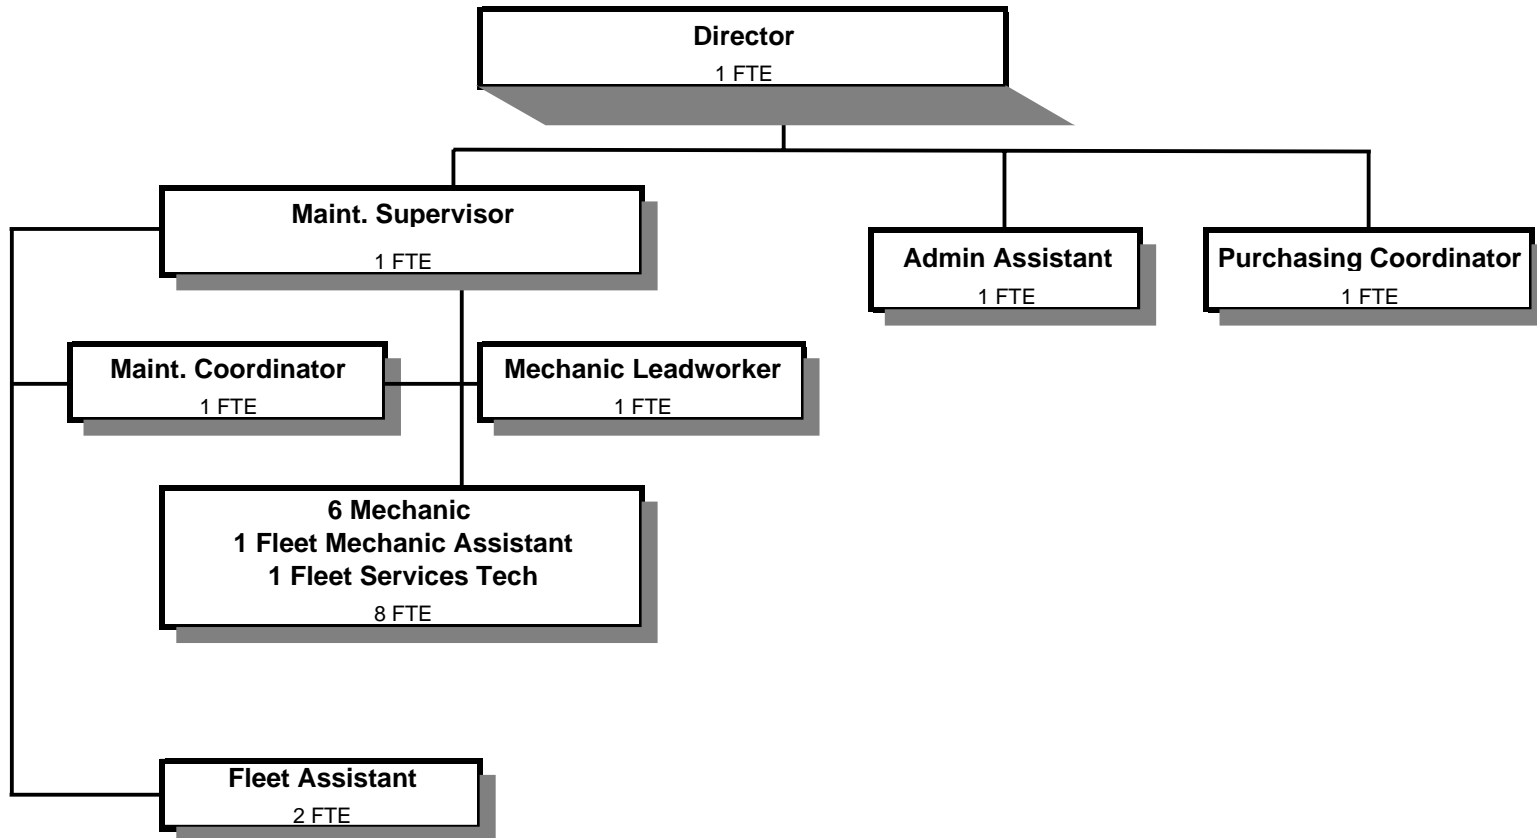 Director
1 FTE
Maint. Supervisor
1 FTE
Admin Assistant
1 FTE
Purchasing Coordinator
1 FTE
Maint. Coordinator
1 FTE
Mechanic Leadworker
1 FTE
6 Mechanic
1 Fleet Mechanic Assistant
1 Fleet Services Tech
8 FTE
Fleet Assistant
2 FTE